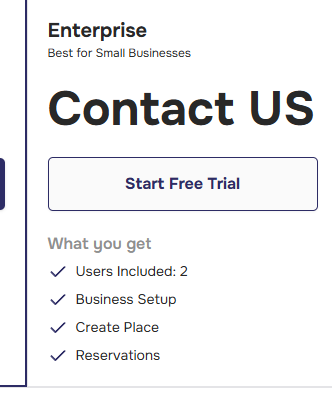 Enterprise
Best for Small Businesses
Contact US
Start Free Trial
What you get
Users Included: 2
Business Setup
Create Place
Reservations